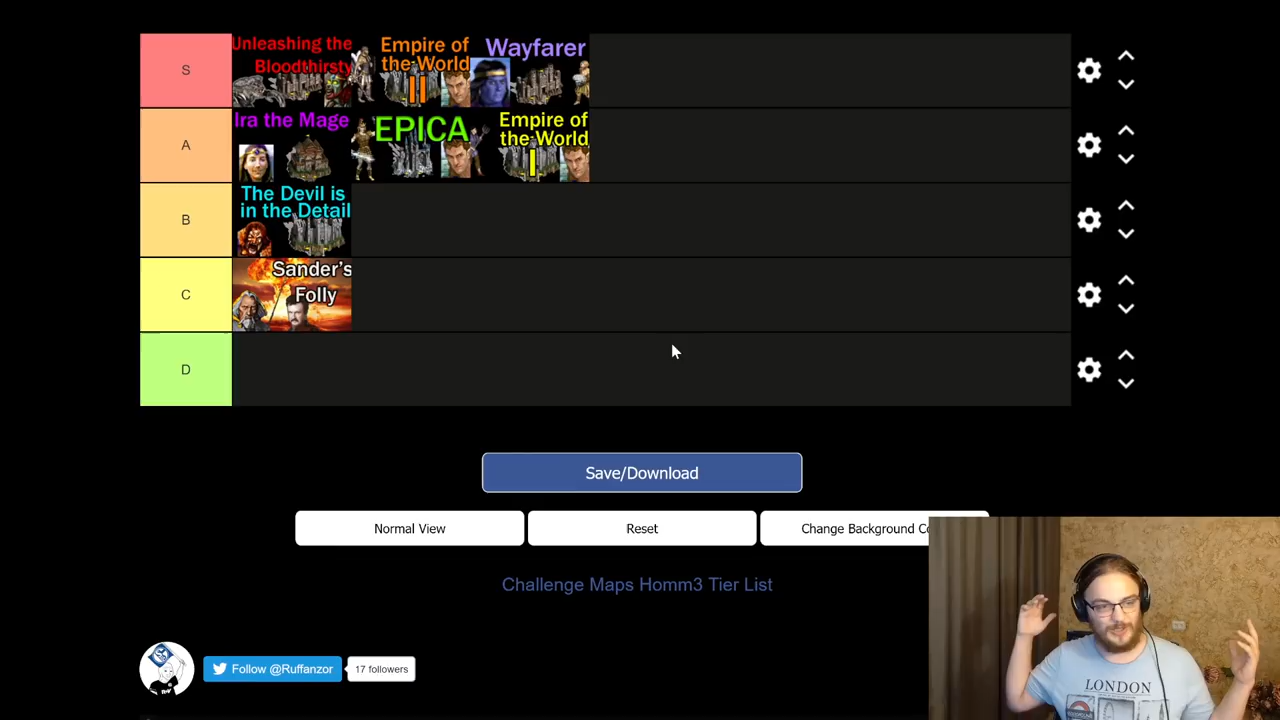 S
Unleashing the
Bloodthirsty
Empire of
the World
II
Wayfarer
A
Ira the Mage
EPICA
Empire of
the World
I
B
The Devil is
in the Detail
C
Sander's
Folly
D
Save/Download
Normal View
Reset
Change Background Co
Challenge Maps Homm3 Tier List
Follow @Ruffanzor
17 followers
LONDON